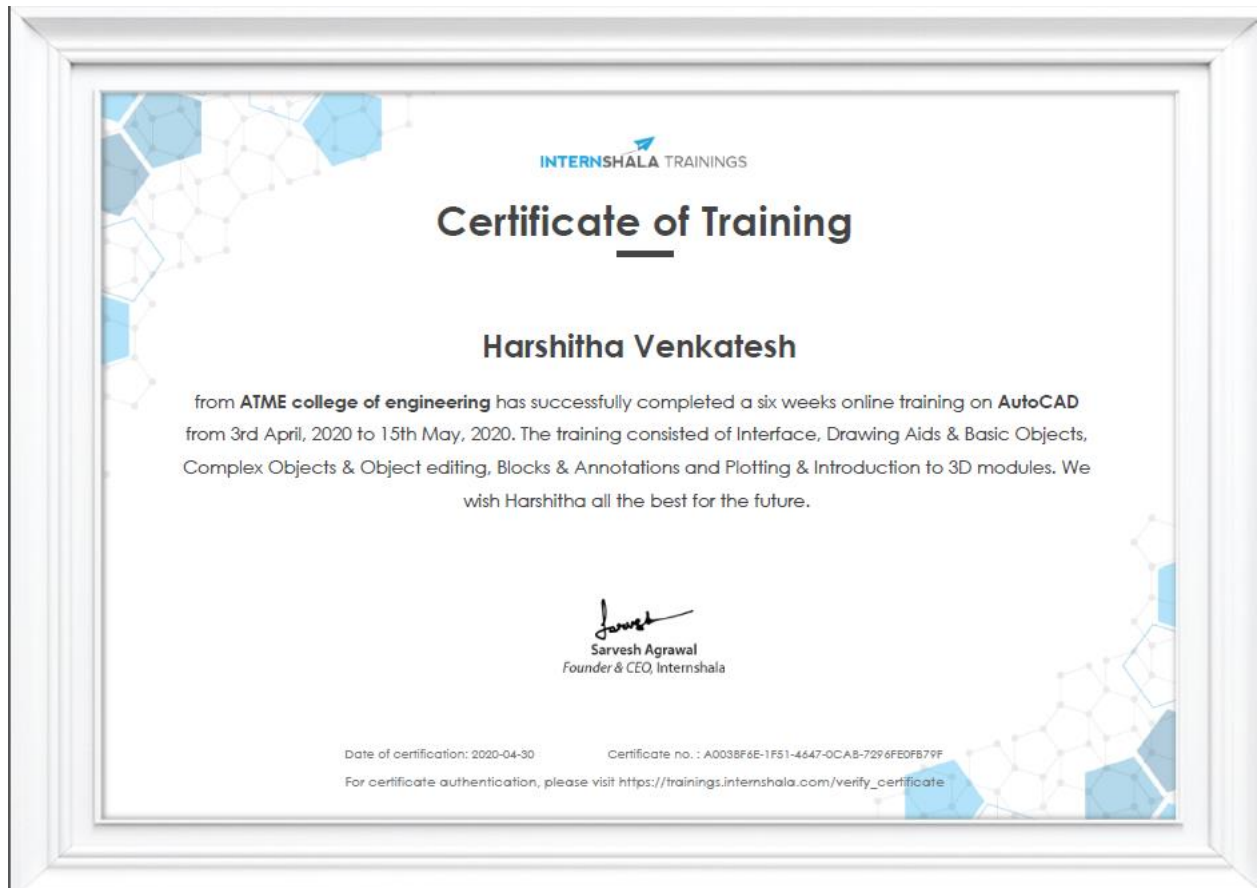 INTERNSHALA TRAININGS
Certificate of Training
Harshitha Venkatesh
from ATME college of engineering has successfully completed a six weeks online training on AutoCAD
from 3rd April, 2020 to 15th May, 2020. The training consisted of Interface, Drawing Aids & Basic Objects,
Complex Objects & Object editing, Blocks & Annotations and Plotting & Introduction to 3D modules. We
wish Harshitha all the best for the future.
Sarvesh
Sarvesh Agrawal
Founder & CEO, Internshala
Date of certification: 2020-04-30 Certificate no. : A003BF6E-1F51-4647-0CAB-7296FE0FB79F
For certificate authentication, please visit https://trainings.internshala.com/verify_certificate